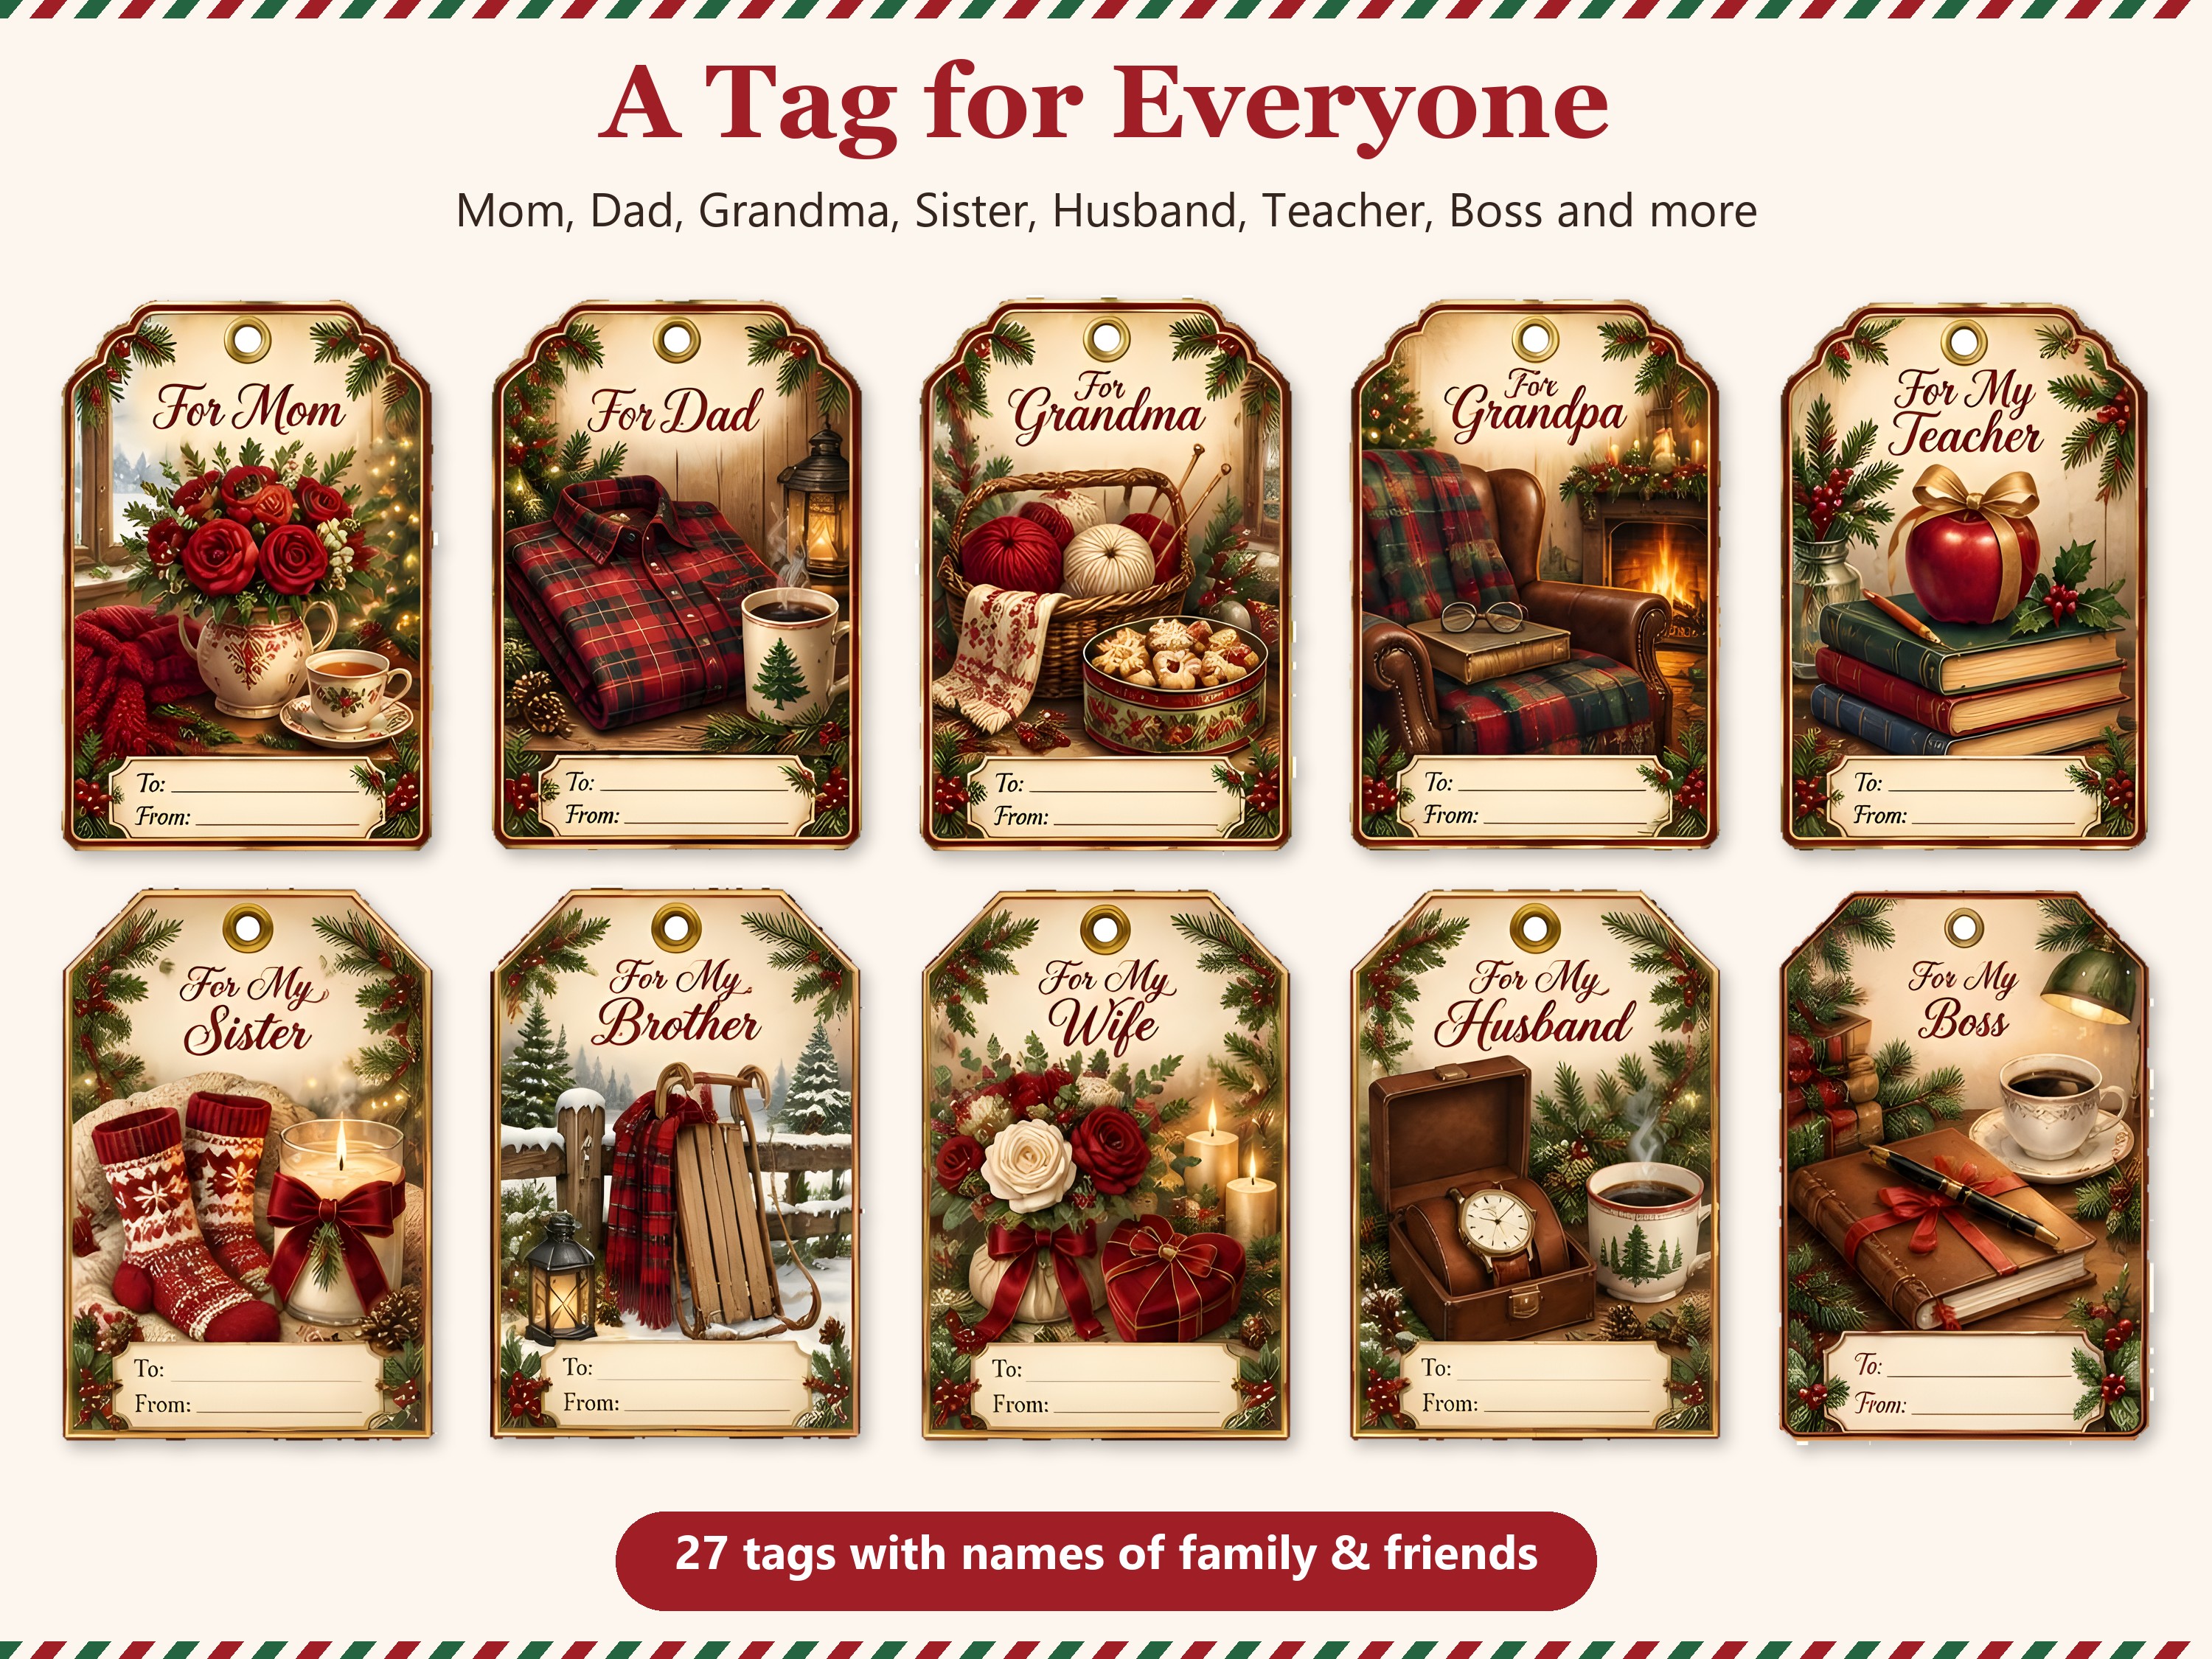 A Tag for Everyone
Mom, Dad, Grandma, Sister, Husband, Teacher, Boss and more
For Mom
To:
From:
For Dad
To:
From:
For
Grandma
To:
From:
For
Grandpa
To:
From:
For My
Teacher
To:
From:
For My
Sister
To:
From:
For My
Brother
To:
From:
For My
Wife
To:
From:
For My
Husband
To:
From:
For My
Boss
To:
From:
27 tags with names of family & friends